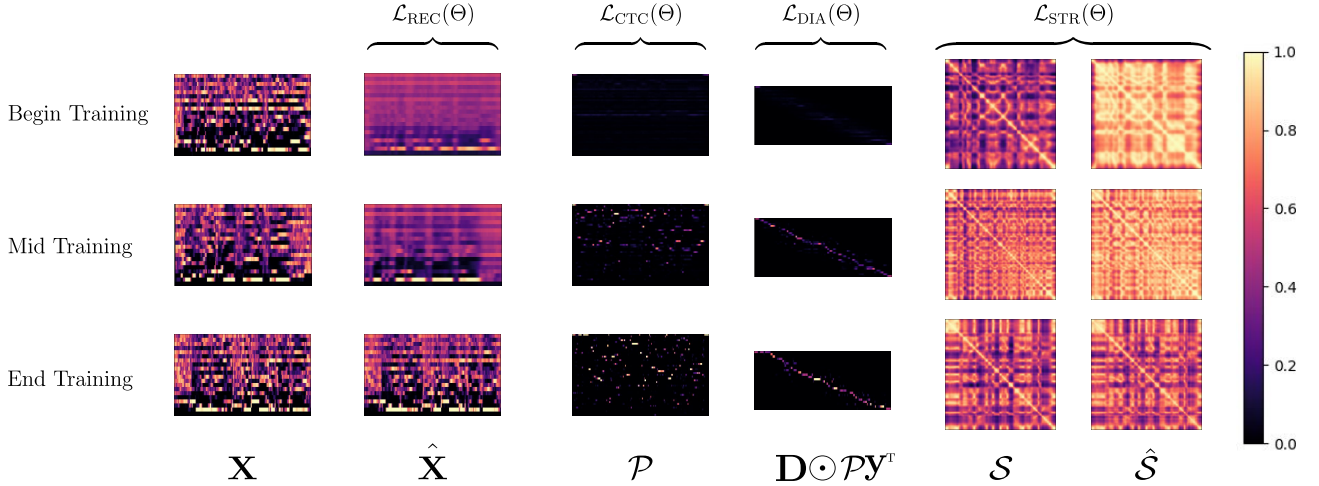 ℒ_REC(Θ) ℒ_CTC(Θ) ℒ_DIA(Θ) ℒ_STR(Θ)
1.0
Begin Training
0.8
0.6
Mid Training
0.4
0.2
End Training
0.0
X X̂ 𝒫 D⊙𝒫y^T 𝒮 𝒮̂